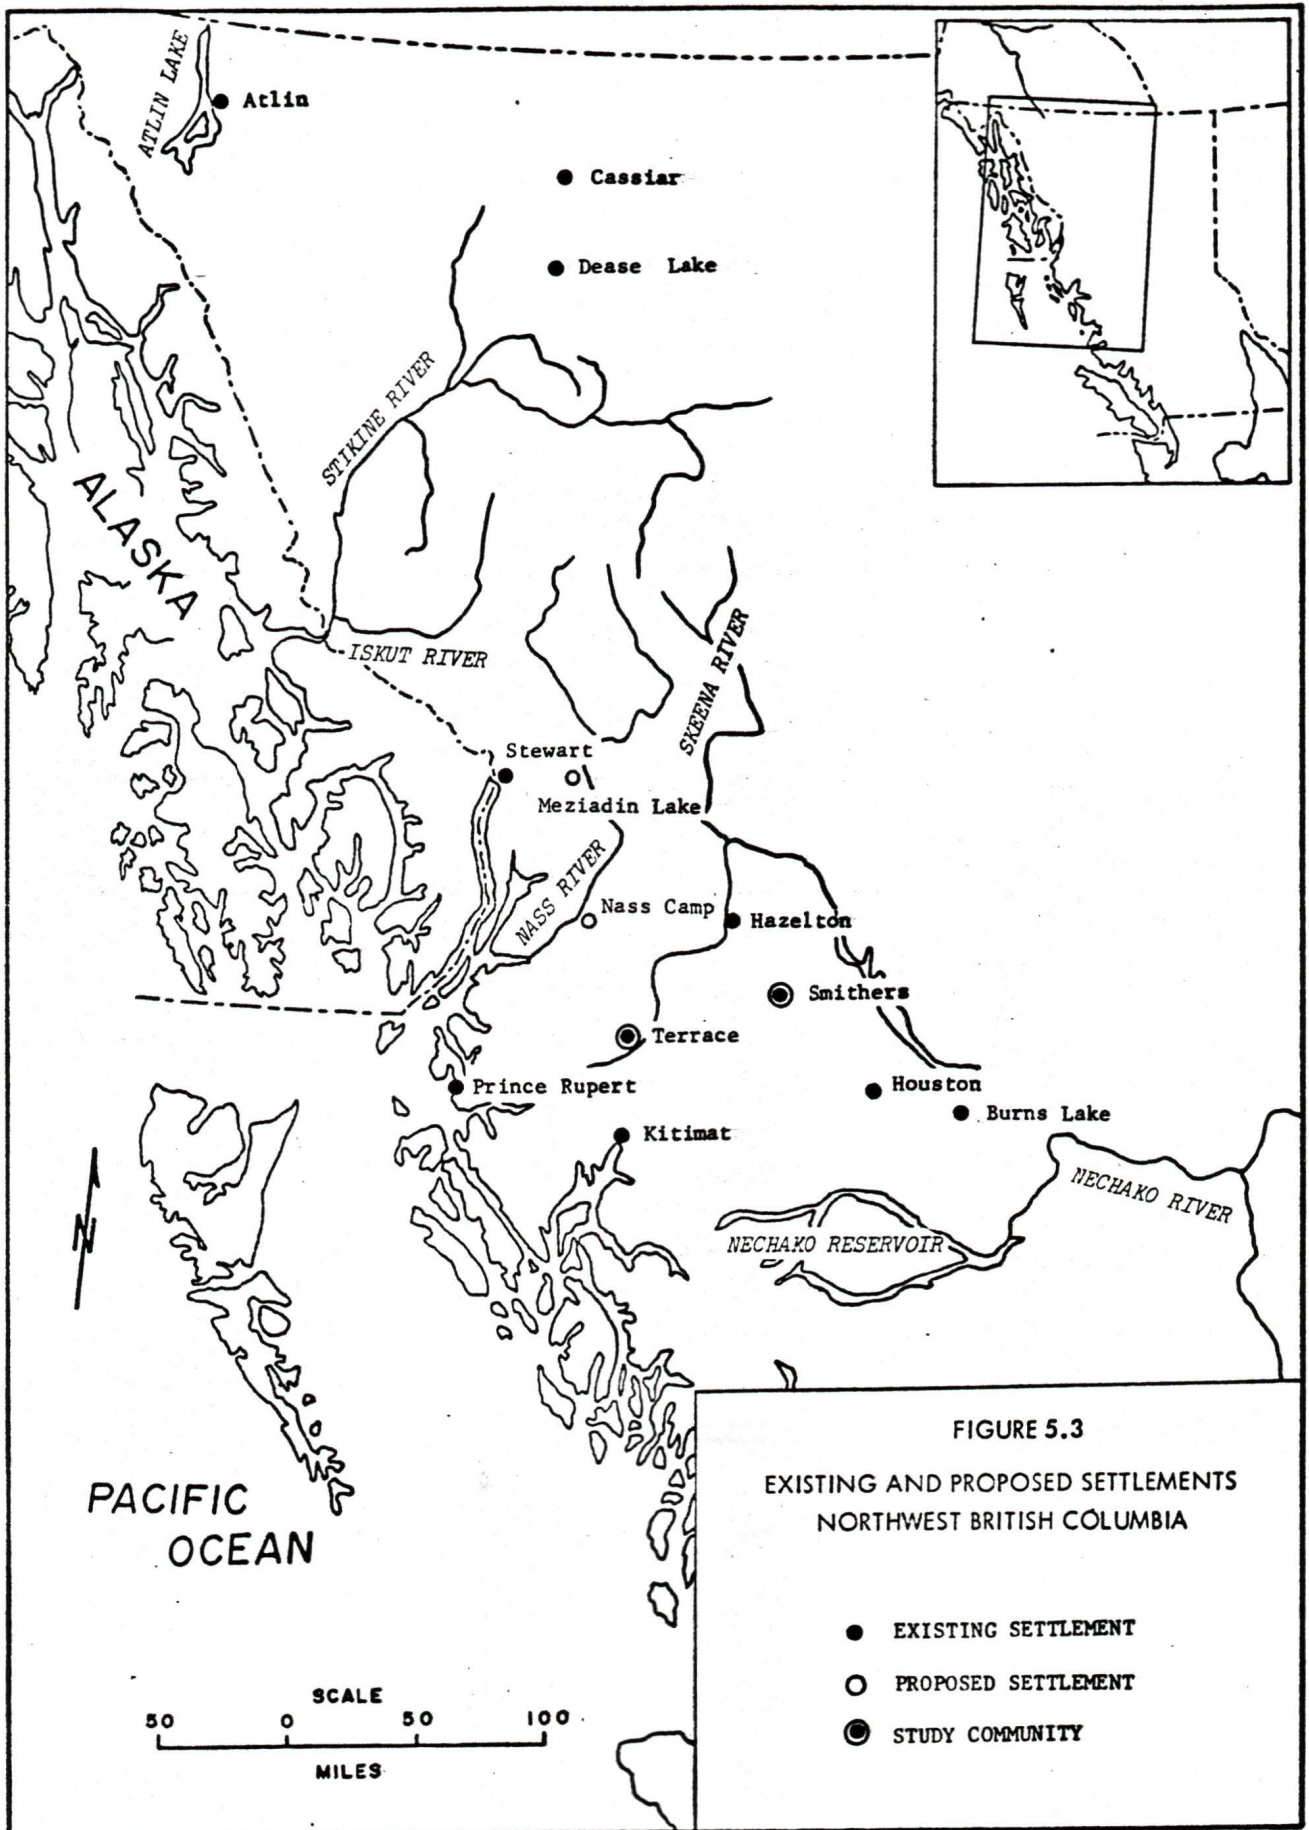 ATLIN LAKE
Atlin
Cassiar
Dease Lake
STIKINE RIVER
ALASKA
ISKUT RIVER
SKEENA RIVER
Stewart
Meziadin Lake
NASS RIVER
Nass Camp
Hazelton
Smithers
Terrace
Prince Rupert
Houston
Burns Lake
Kitimat
NECHAKO RIVER
NECHAKO RESERVOIR
N
PACIFIC
OCEAN
FIGURE 5.3
EXISTING AND PROPOSED SETTLEMENTS
NORTHWEST BRITISH COLUMBIA
EXISTING SETTLEMENT
PROPOSED SETTLEMENT
STUDY COMMUNITY
SCALE
50 0 50 100
MILES